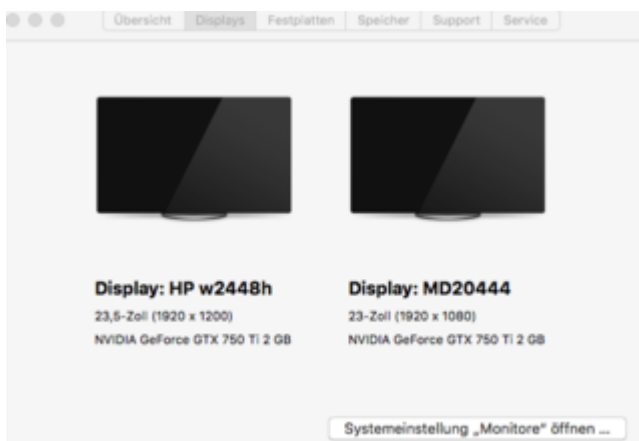 Übersicht Displays Festplatten Speicher Support Service
Display: HP w2448h
23,5-Zoll (1920 x 1200)
NVIDIA GeForce GTX 750 Ti 2 GB
Display: MD20444
23-Zoll (1920 x 1080)
NVIDIA GeForce GTX 750 Ti 2 GB
Systemeinstellung „Monitore“ öffnen ...